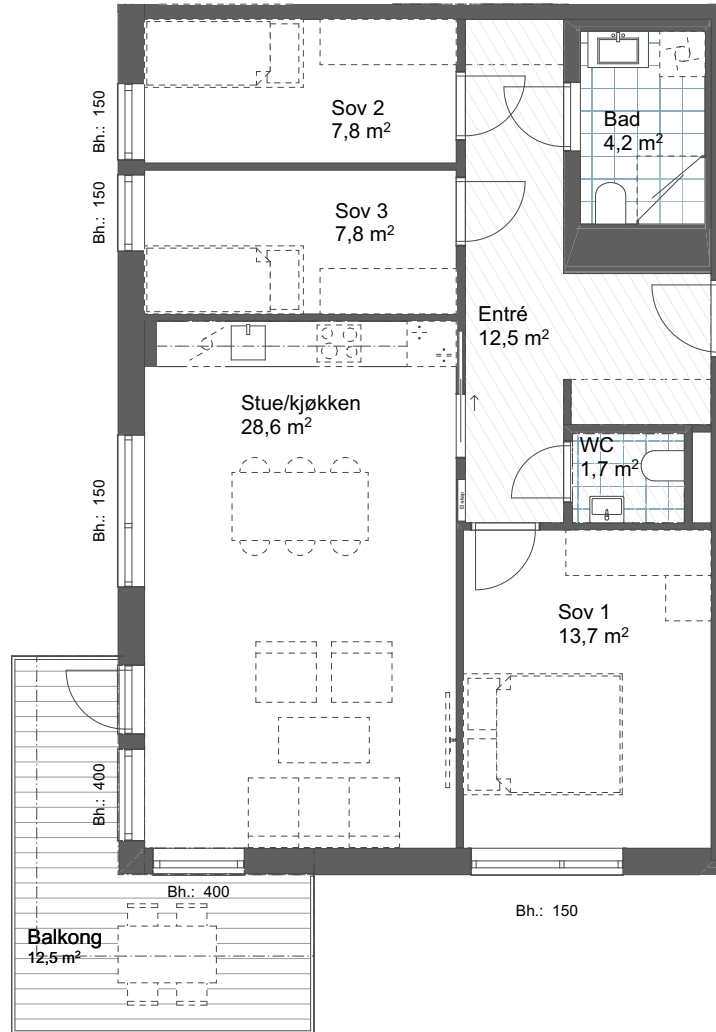 Bh.: 150
Sov 2
7,8 m²
Bad
4,2 m²
Bh.: 150
Sov 3
7,8 m²
Entré
12,5 m²
Stue/kjøkken
28,6 m²
WC
1,7 m²
Bh.: 150
Sov 1
13,7 m²
Bh.: 400
Bh.: 400
Bh.: 150
Balkong
12,5 m²